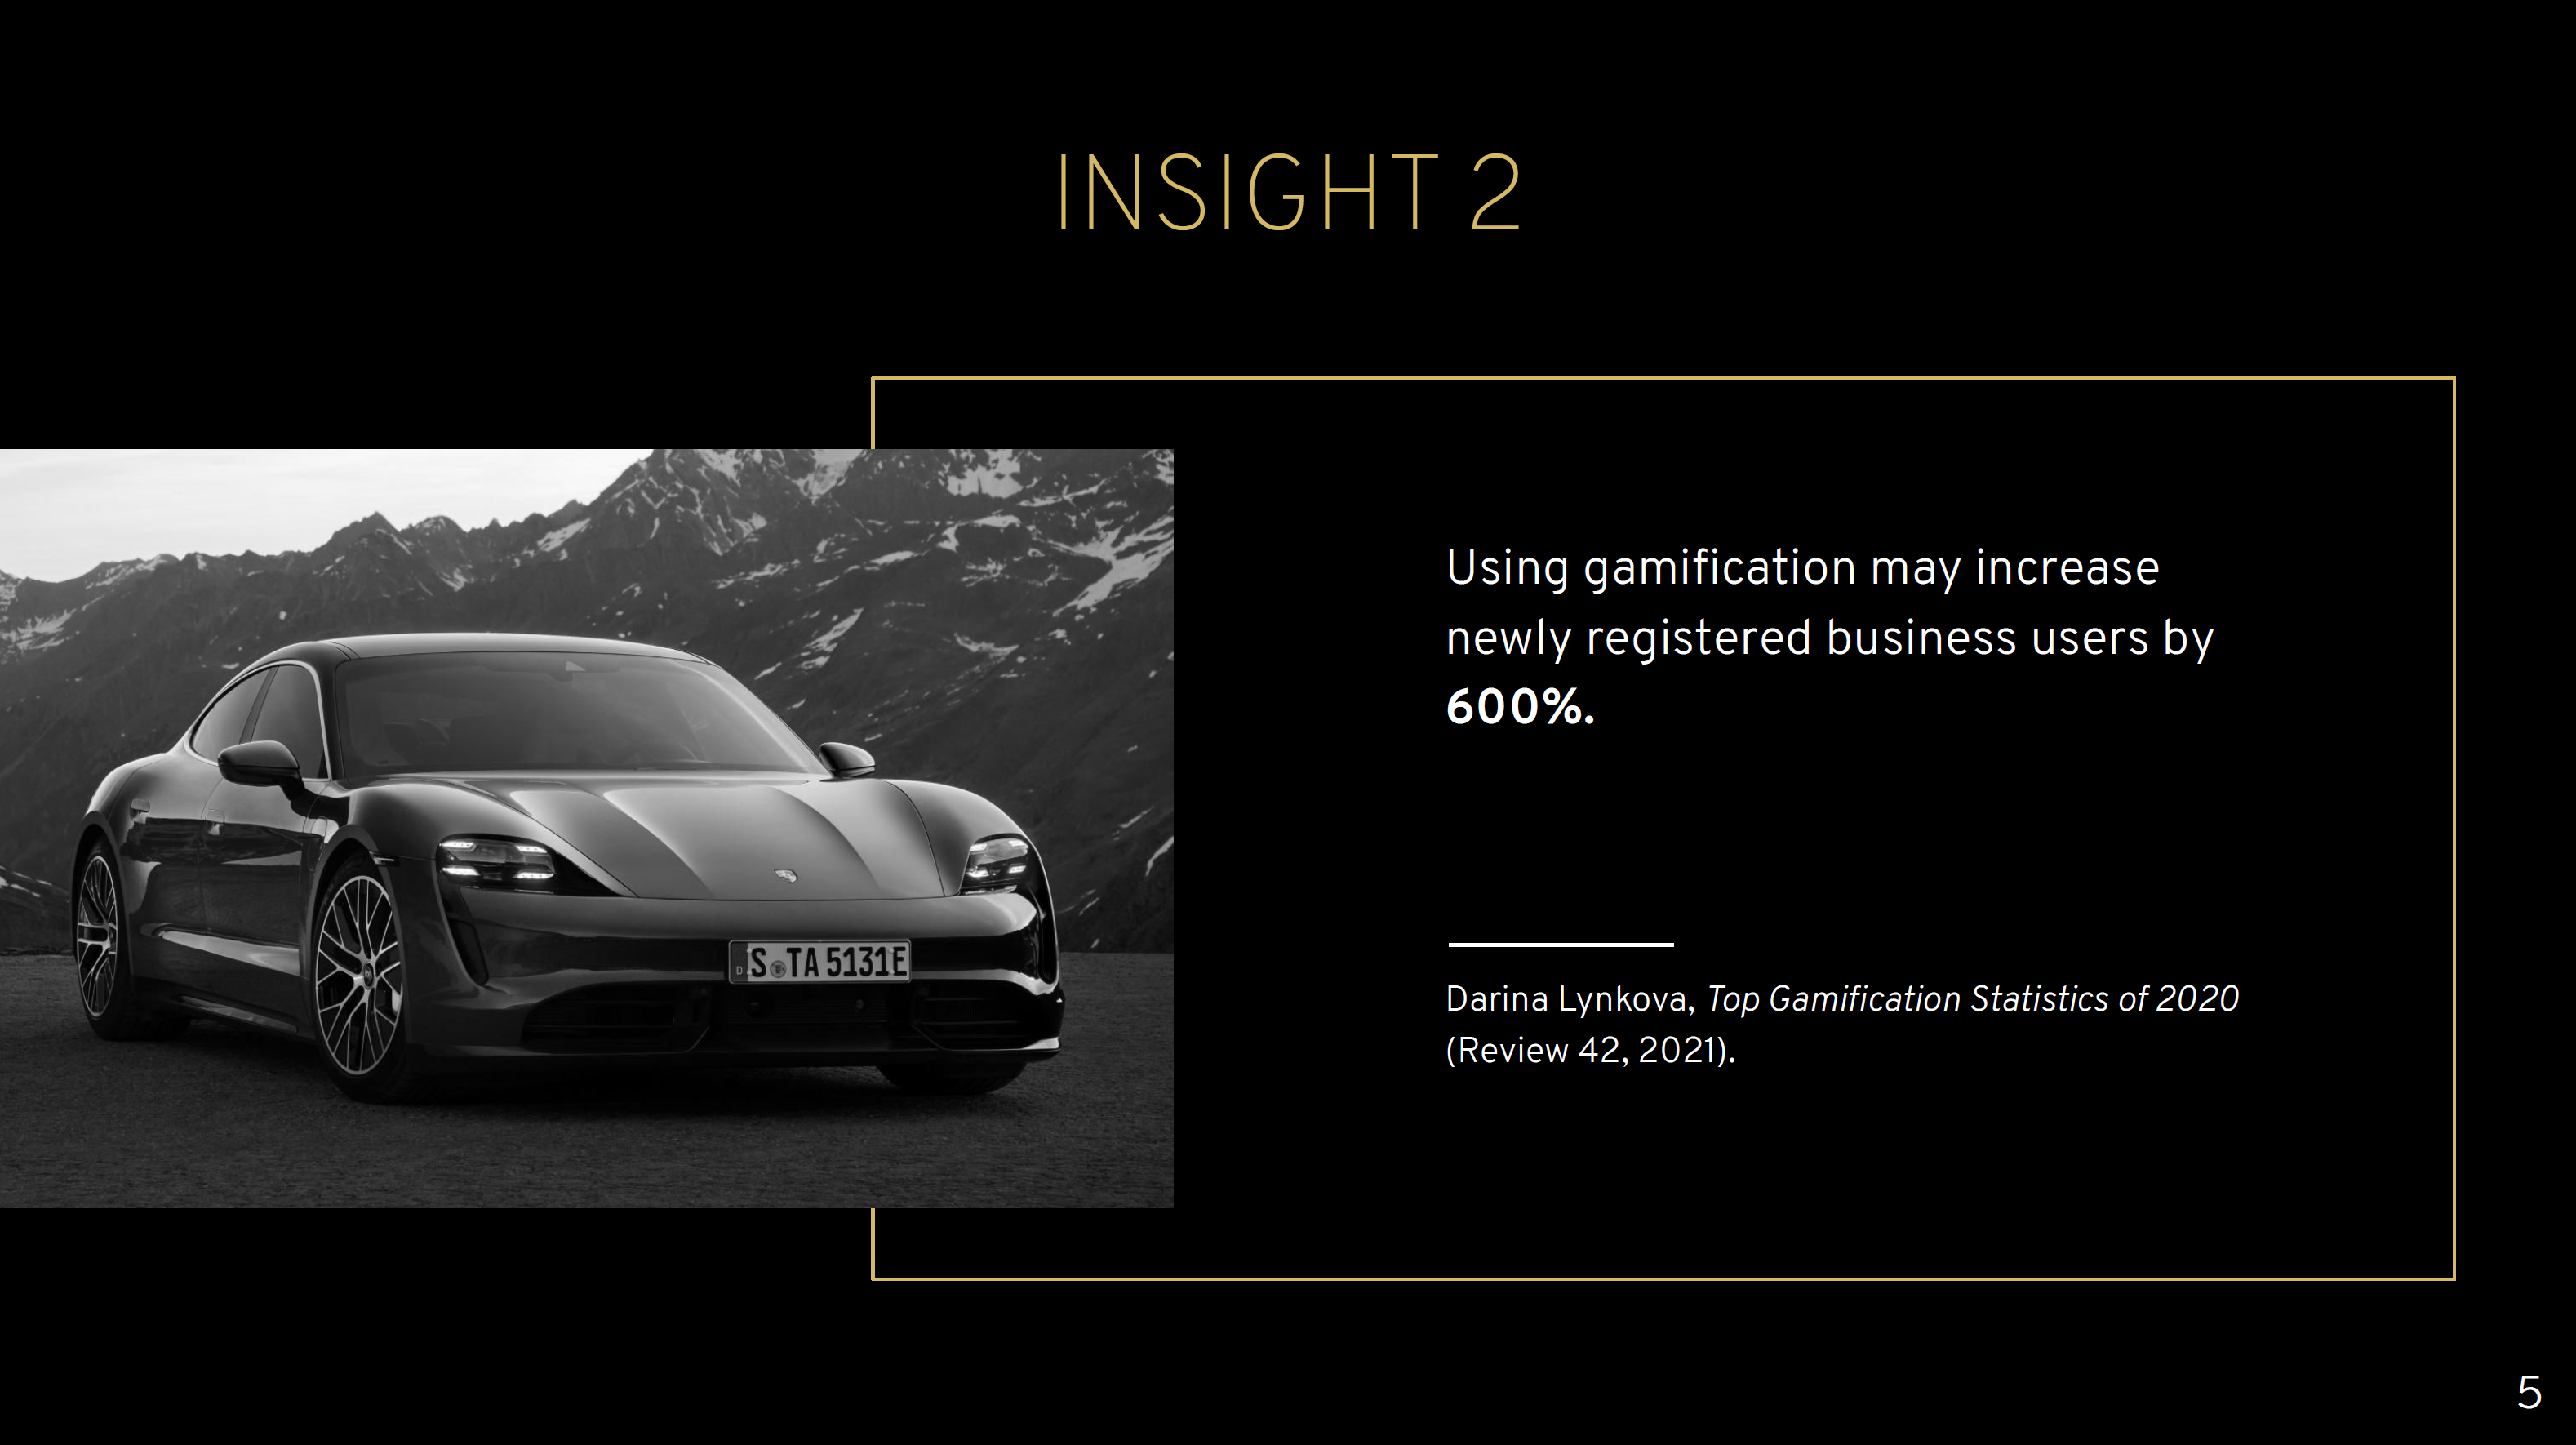 INSIGHT 2
Using gamification may increase
newly registered business users by
600%.
S TA 5131E
Darina Lynkova, Top Gamification Statistics of 2020
(Review 42, 2021).
5